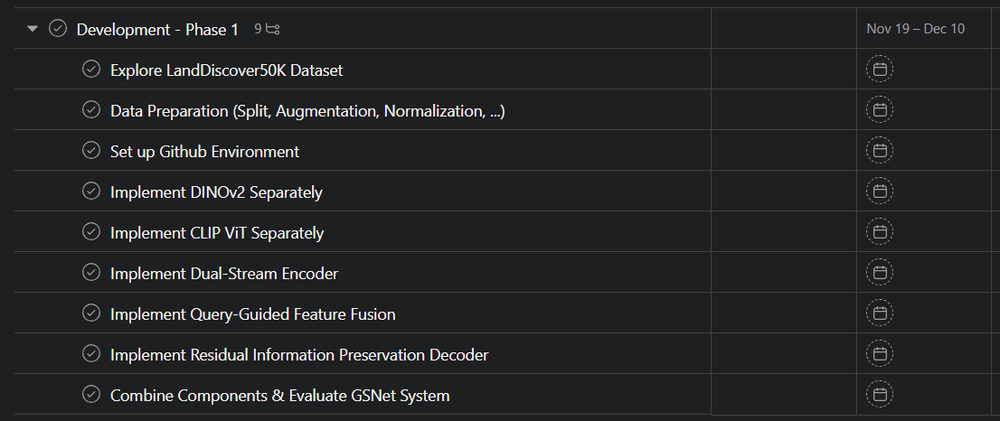 Development - Phase 1 9 Nov 19 – Dec 10
Explore LandDiscover50K Dataset
Data Preparation (Split, Augmentation, Normalization, ...)
Set up Github Environment
Implement DINOv2 Separately
Implement CLIP ViT Separately
Implement Dual-Stream Encoder
Implement Query-Guided Feature Fusion
Implement Residual Information Preservation Decoder
Combine Components & Evaluate GSNet System